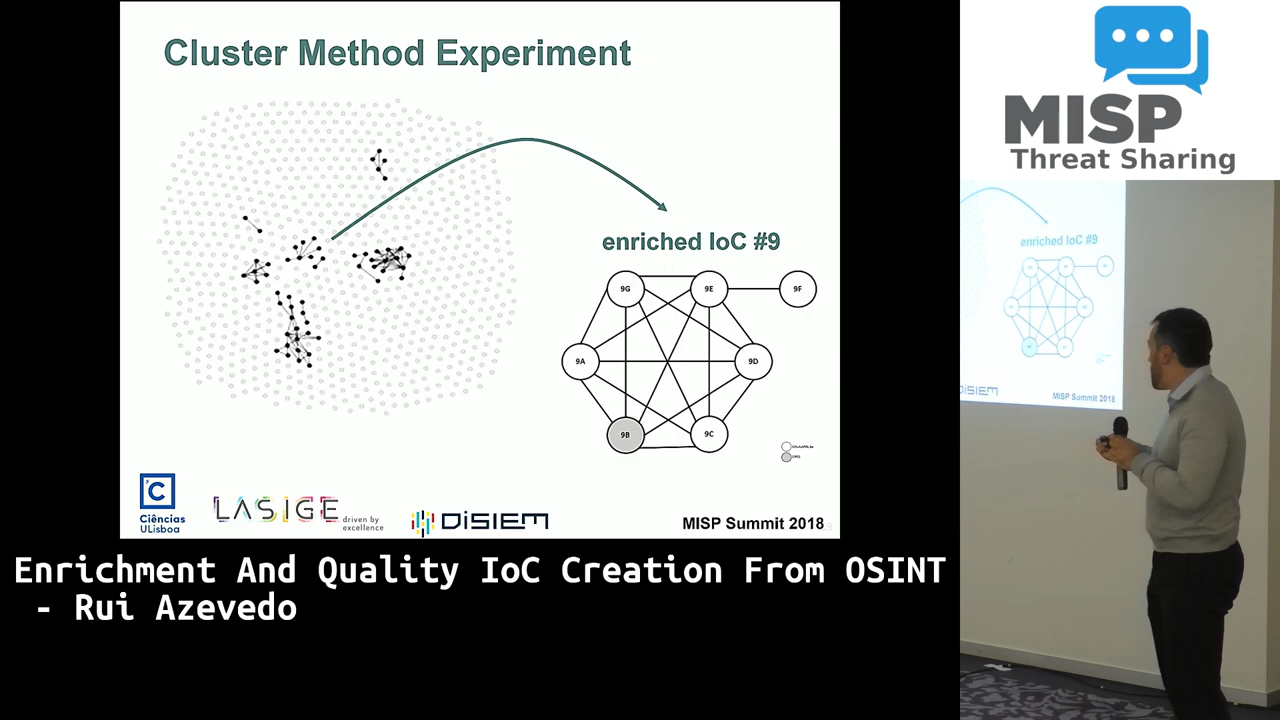 Cluster Method Experiment
enriched IoC #9
9G
9E
9F
9A
9D
9B
9C
Ciências
ULisboa
LASIGE
driven by
excellence
DiSIEM
MISP Summit 2018
MISP
Threat Sharing
enriched IoC #9
DiSIEM
MISP Summit 2018
Enrichment And Quality IoC Creation From OSINT
- Rui Azevedo